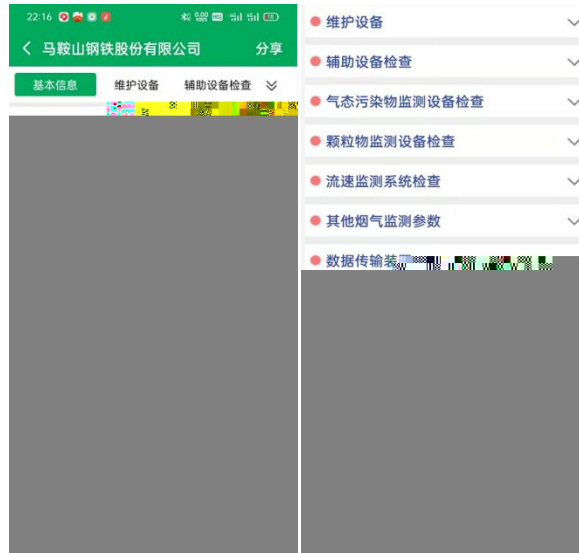 22:16
马鞍山钢铁股份有限公司
分享
基本信息 维护设备 辅助设备检查
维护设备
辅助设备检查
气态污染物监测设备检查
颗粒物监测设备检查
流速监测系统检查
其他烟气监测参数
数据传输装